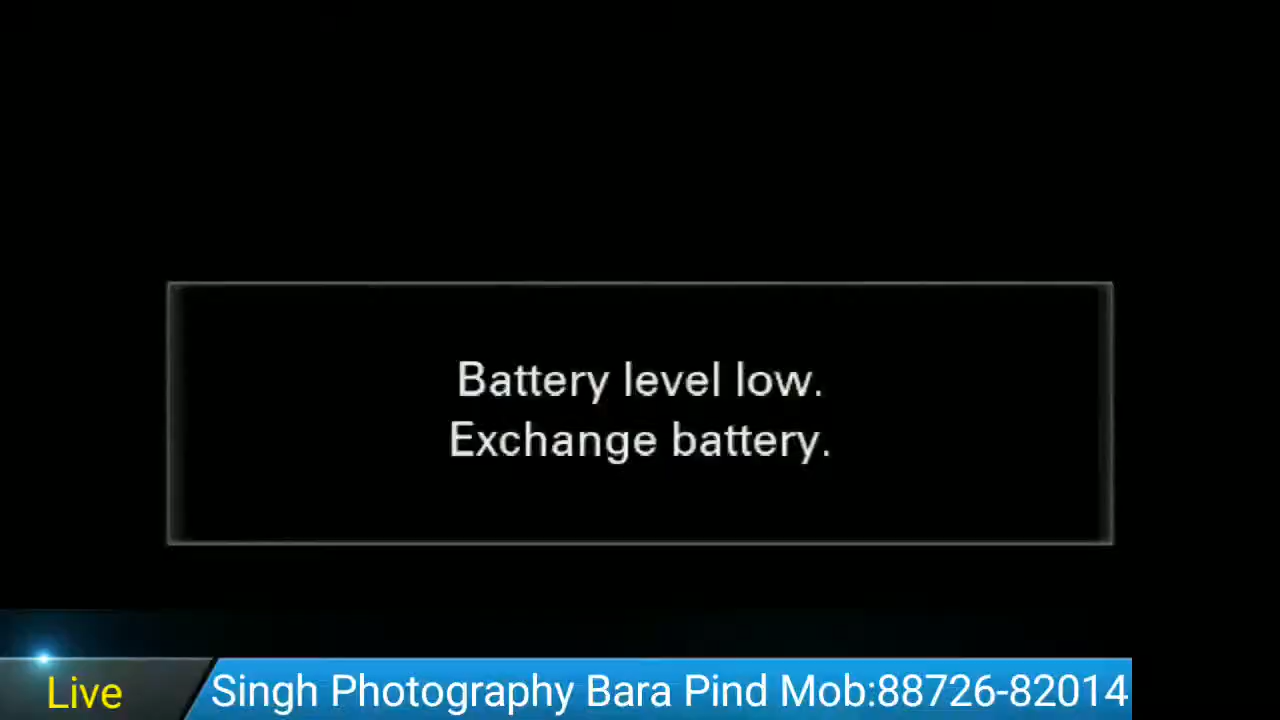 Battery level low.
Exchange battery.
Live
Singh Photography Bara Pind Mob:88726-82014